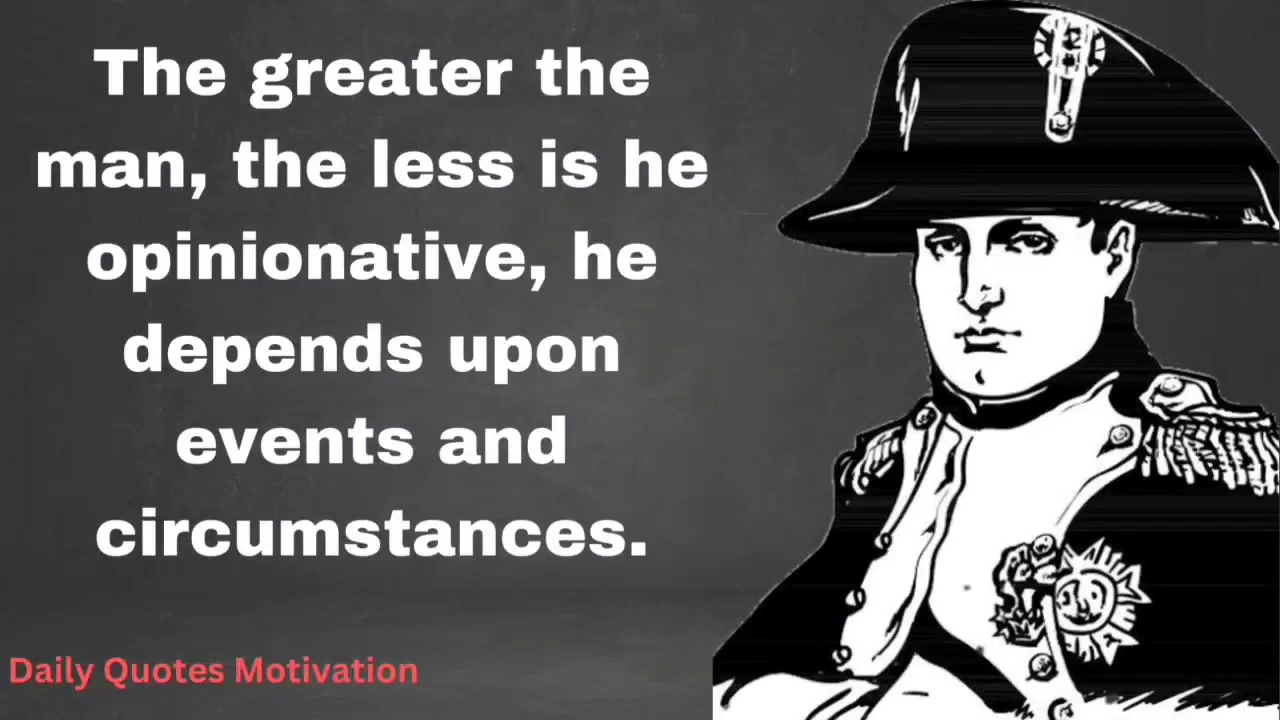 The greater the
man, the less is he
opinionative, he
depends upon
events and
circumstances.
Daily Quotes Motivation